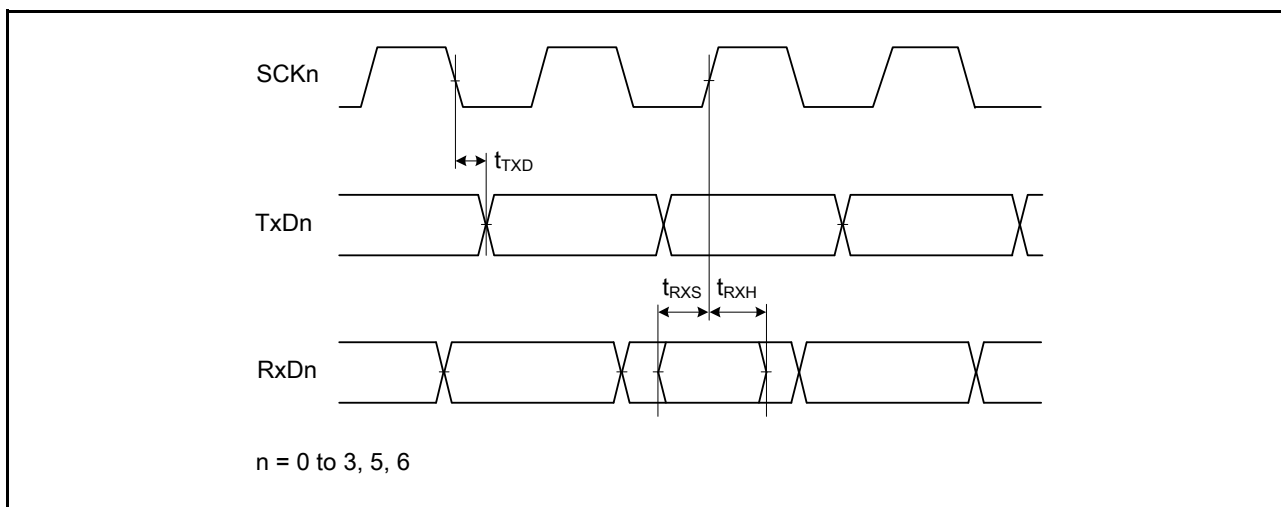 SCKn
tTXD
TxDn
tRXS tRXH
RxDn
n = 0 to 3, 5, 6